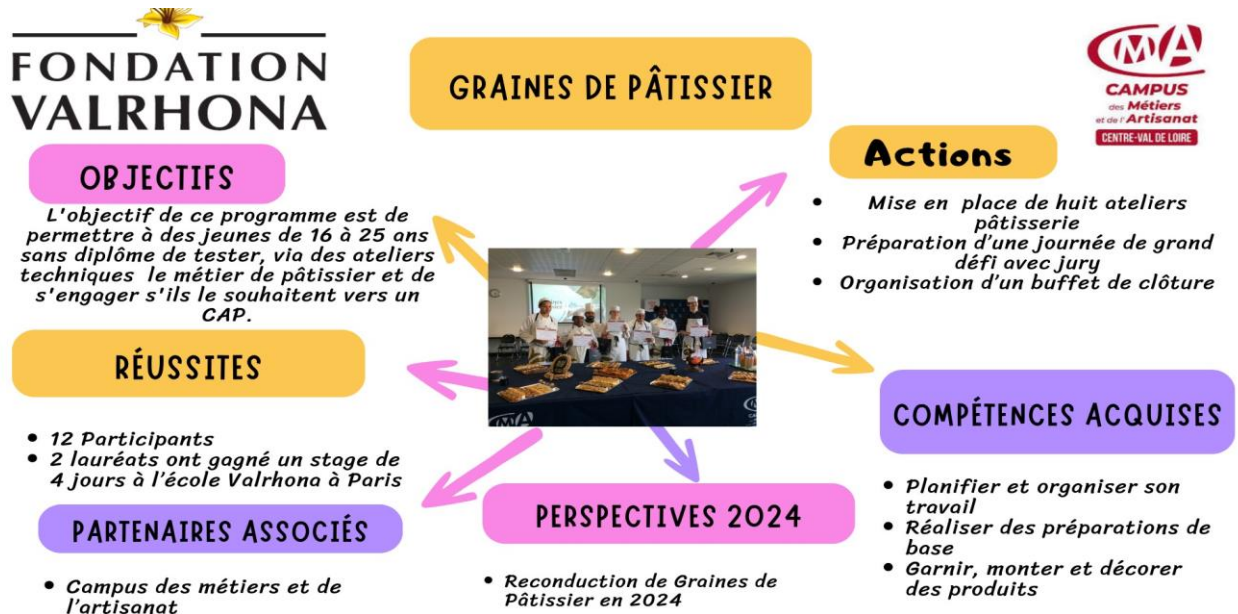 FONDATION
VALRHONA
GRAINES DE PÂTISSIER
CMA
CAMPUS
des Métiers
et de l'Artisanat
CENTRE-VAL DE LOIRE
OBJECTIFS
L'objectif de ce programme est de
permettre à des jeunes de 16 à 25 ans
sans diplôme de tester, via des ateliers
techniques le métier de pâtissier et de
s'engager s'ils le souhaitent vers un
CAP.
Actions
• Mise en place de huit ateliers
pâtisserie
• Préparation d'une journée de grand
défi avec jury
• Organisation d'un buffet de clôture
RÉUSSITES
• 12 Participants
• 2 lauréats ont gagné un stage de
4 jours à l'école Valrhona à Paris
COMPÉTENCES ACQUISES
• Planifier et organiser son
travail
• Réaliser des préparations de
base
• Garnir, monter et décorer
des produits
PARTENAIRES ASSOCIÉS
• Campus des métiers et de
l'artisanat
PERSPECTIVES 2024
• Reconduction de Graines de
Pâtissier en 2024